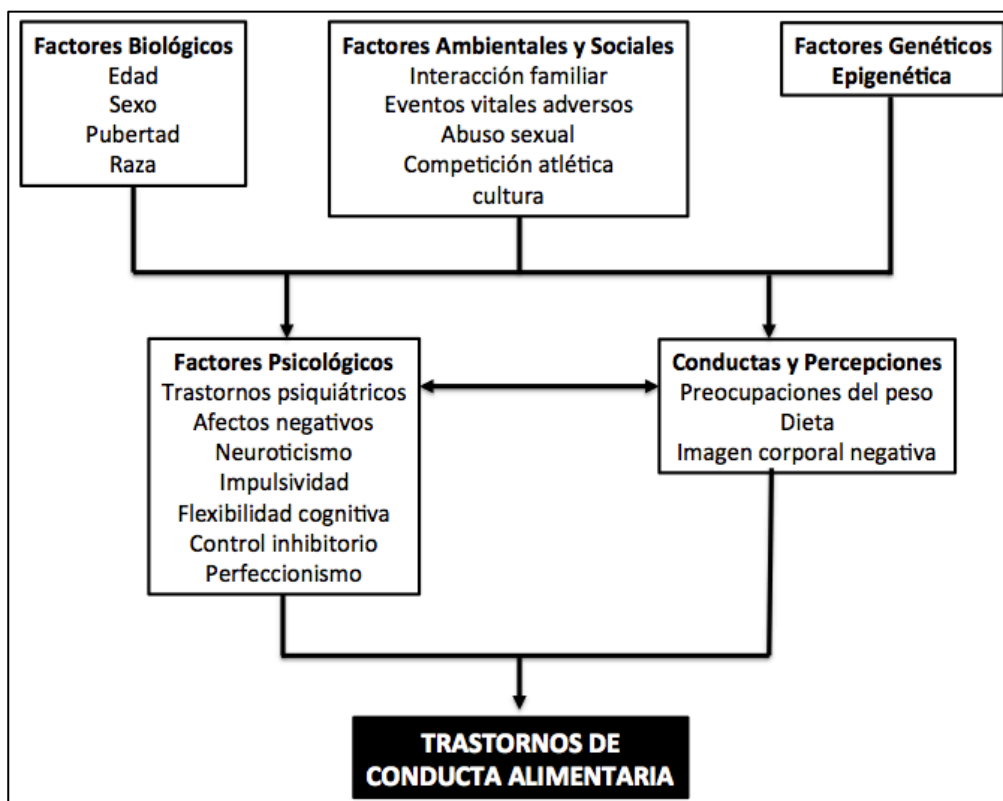 Factores Biológicos
Edad
Sexo
Pubertad
Raza
Factores Ambientales y Sociales
Interacción familiar
Eventos vitales adversos
Abuso sexual
Competición atlética
cultura
Factores Genéticos
Epigenética
Factores Psicológicos
Trastornos psiquiátricos
Afectos negativos
Neuroticismo
Impulsividad
Flexibilidad cognitiva
Control inhibitorio
Perfeccionismo
Conductas y Percepciones
Preocupaciones del peso
Dieta
Imagen corporal negativa
TRASTORNOS DE
CONDUCTA ALIMENTARIA